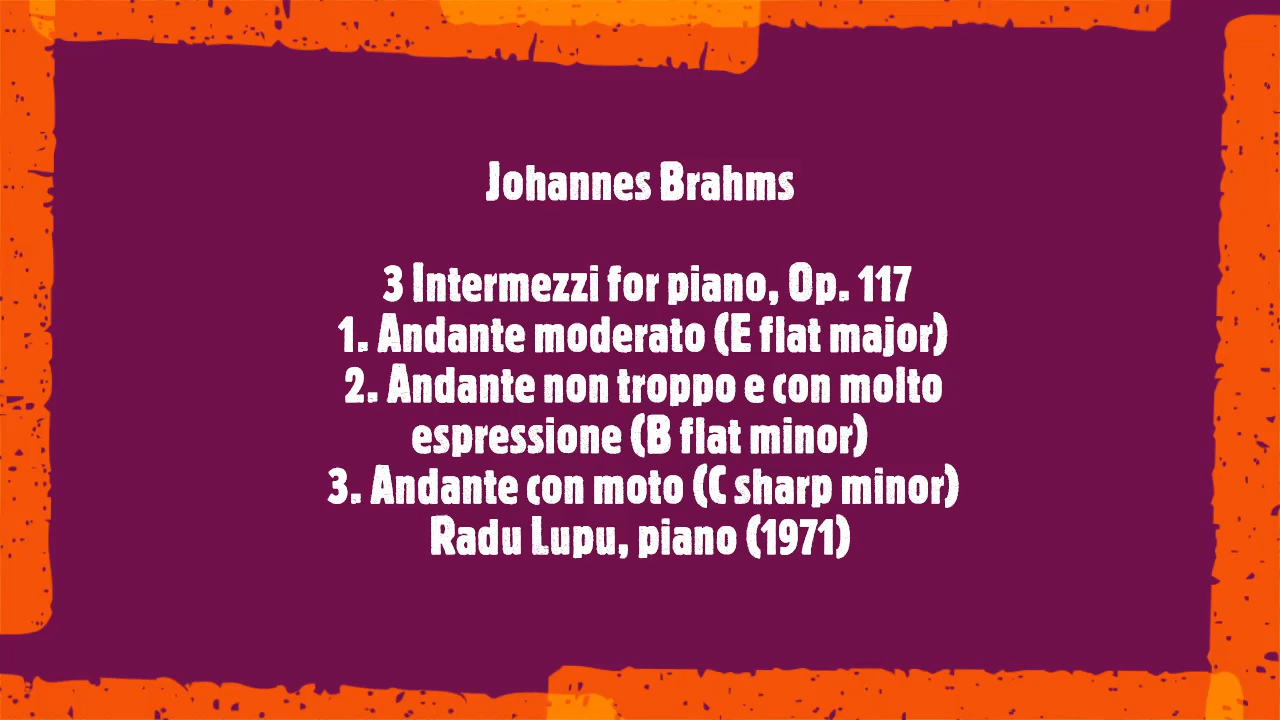 Johannes Brahms
3 Intermezzi for piano, Op. 117
1. Andante moderato (E flat major)
2. Andante non troppo e con molto
espressione (B flat minor)
3. Andante con moto (C sharp minor)
Radu Lupu, piano (1971)